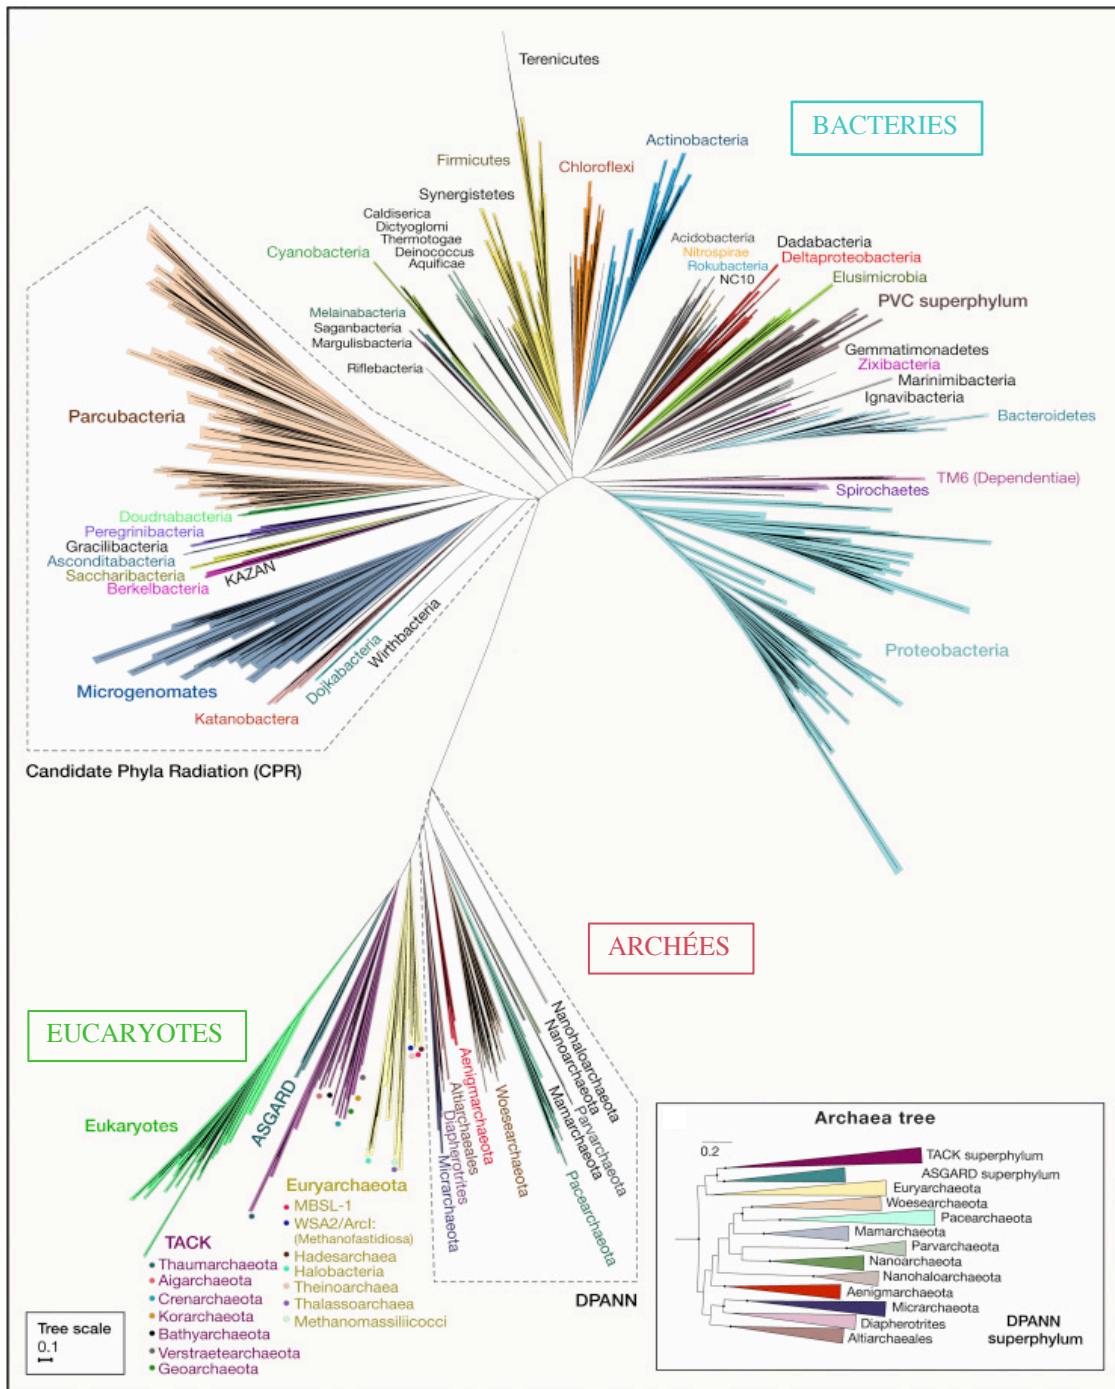 Terenicutes
BACTERIES
Actinobacteria
Firmicutes
Chloroflexi
Synergistetes
Caldiserica
Dictyoglomi
Thermotogae
Deinococcus
Aquificae
Cyanobacteria
Acidobacteria
Nitrospirae
Rokubacteria
NC10
Dadabacteria
Deltaproteobacteria
Elusimicrobia
PVC superphylum
Melainabacteria
Saganbacteria
Margulisbacteria
Riflebacteria
Gemmatimonadetes
Zixibacteria
Marinimibacteria
Ignavibacteria
Bacteroidetes
Parcubacteria
TM6 (Dependentiae)
Spirochaetes
Doudnabacteria
Peregrinibacteria
Gracilibacteria
Asconditabacteria
Saccharibacteria
Berkelbacteria
KAZAN
Proteobacteria
Microgenomates
Katanobactera
Dojkabacteria
Wirthbacteria
Candidate Phyla Radiation (CPR)
ARCHÉES
EUCARYOTES
Eukaryotes
ASGARD
Nanohaloarchaeota
Nanoarchaeota
Parvarchaeota
Mamarchaeota
Pacearchaeota
Woesearchaeota
Aenigmarchaeota
Altiarchaeales
Diapherotrites
Micrarchaeota
DPANN
Euryarchaeota
MBSL-1
WSA2/ArcI:
(Methanofastidiosa)
Hadesarchaea
Halobacteria
Theinoarchaea
Thalassoarchaea
Methanomassiliicocci
TACK
Thaumarchaeota
Aigarchaeota
Crenarchaeota
Korarchaeota
Bathyarchaeota
Verstraetearchaeota
Geoarchaeota
Tree scale
0.1
Archaea tree
0.2
TACK superphylum
ASGARD superphylum
Euryarchaeota
Woesearchaeota
Pacearchaeota
Mamarchaeota
Parvarchaeota
Nanoarchaeota
Nanohaloarchaeota
Aenigmarchaeota
Micrarchaeota
Diapherotrites
Altiarchaeales
DPANN
superphylum